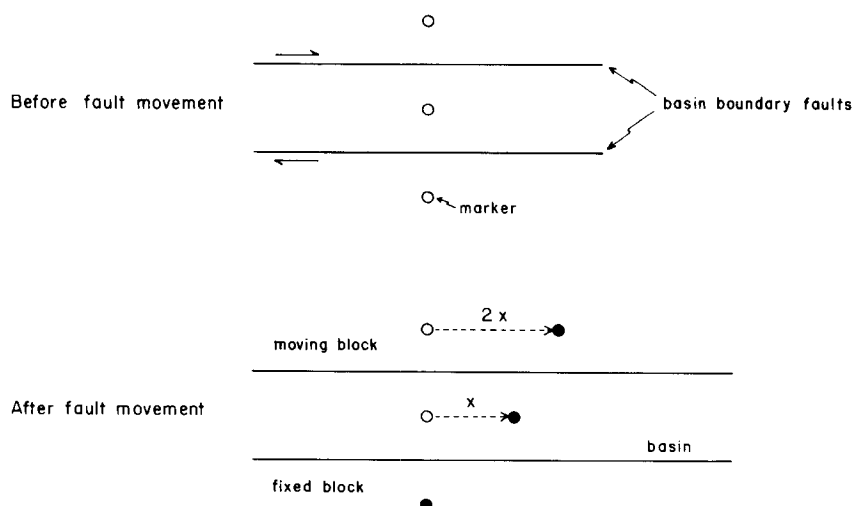 Before fault movement
basin boundary faults
marker
2 x
moving block
x
After fault movement
basin
fixed block